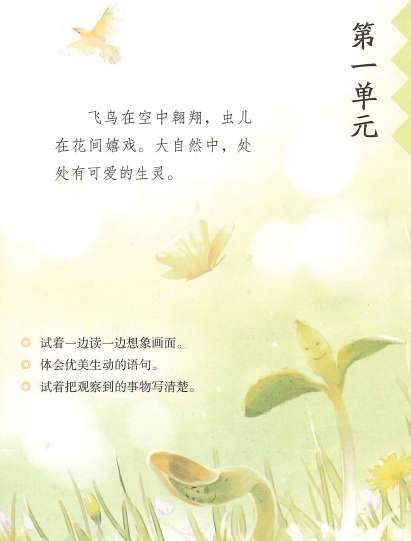 第一单元
飞鸟在空中翱翔，虫儿
在花间嬉戏。大自然中，处
处有可爱的生灵。
◎ 试着一边读一边想象画面。
◎ 体会优美生动的语句。
◎ 试着把观察到的事物写清楚。